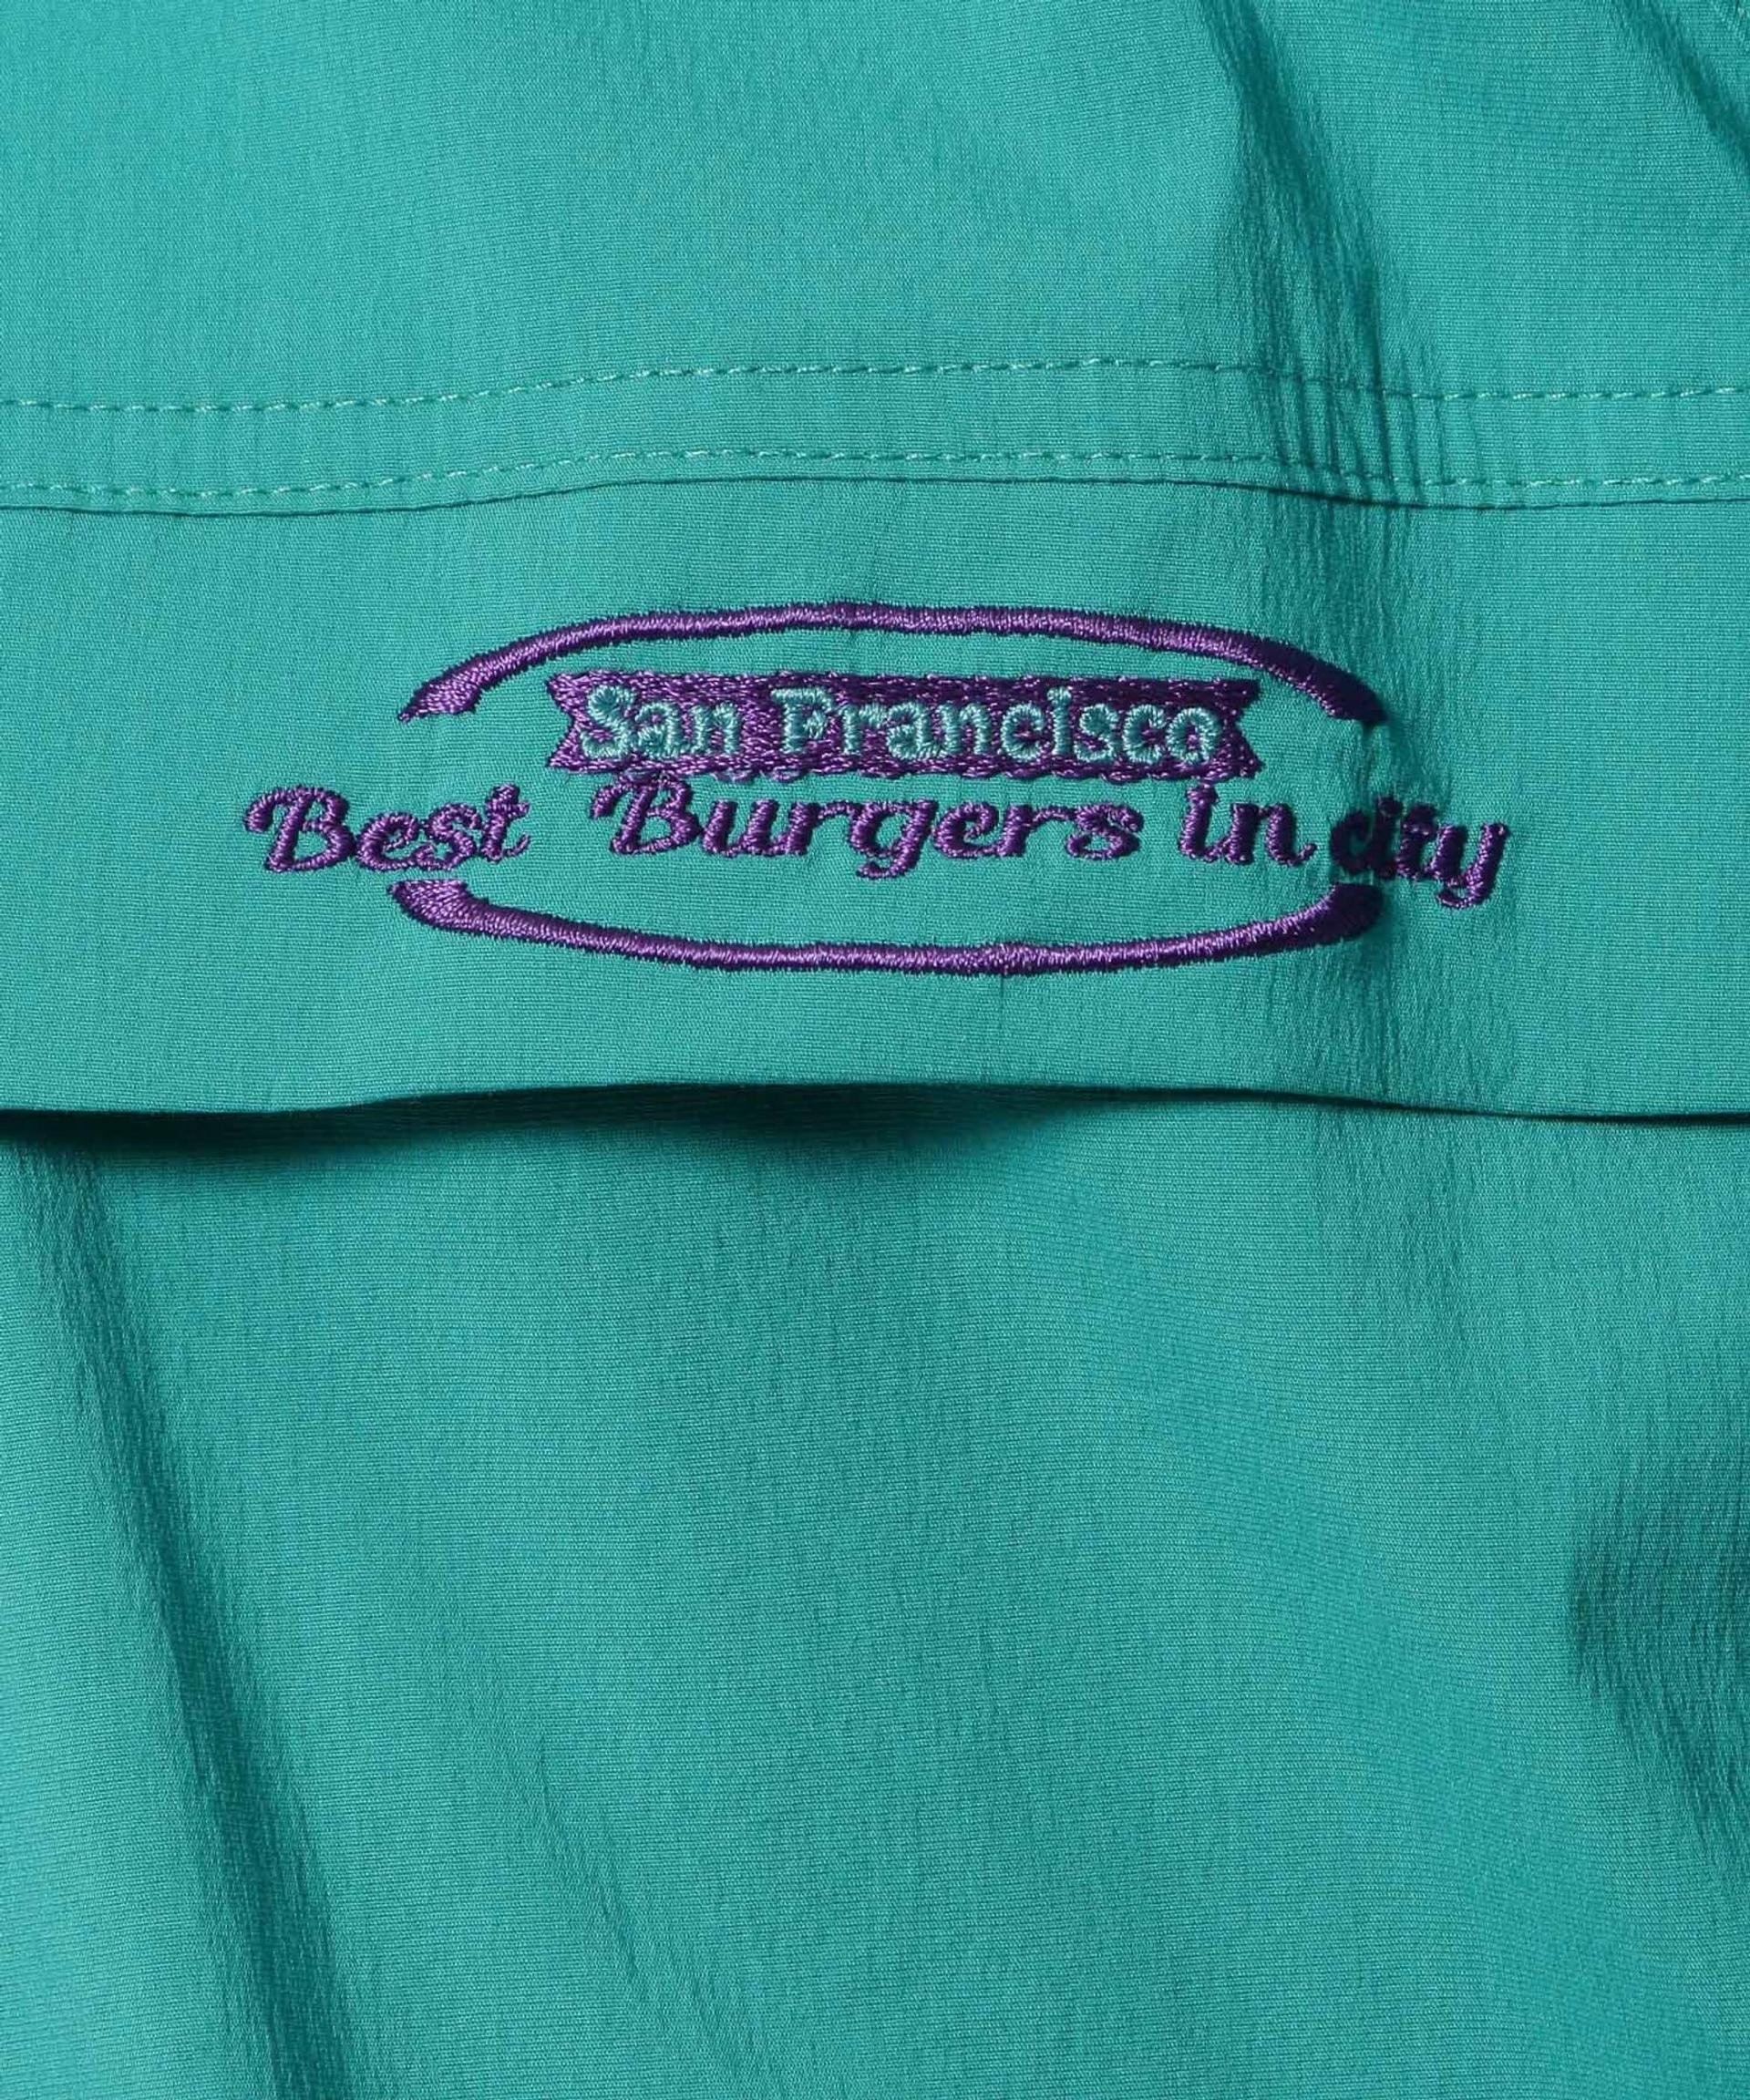 San Francisco
Best Burgers in city